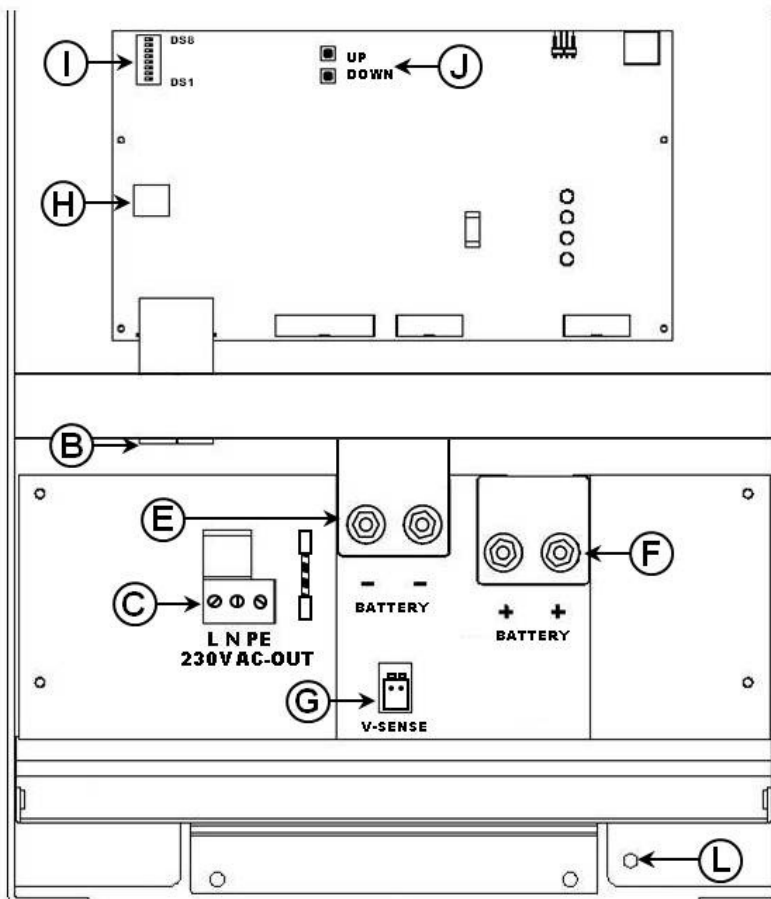 DS8
I
UP
J
DOWN
DS1
H
B
E
F
C
- -
BATTERY
+ +
BATTERY
L N PE
230V AC-OUT
G
V-SENSE
L